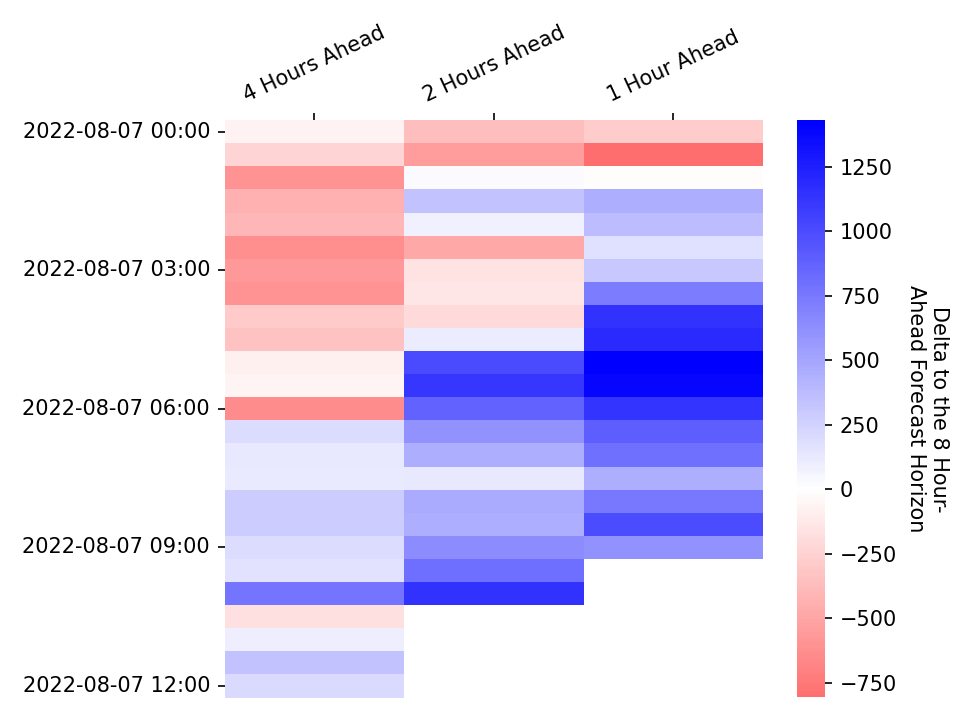 4 Hours Ahead
2 Hours Ahead
1 Hour Ahead
2022-08-07 00:00
2022-08-07 03:00
2022-08-07 06:00
2022-08-07 09:00
2022-08-07 12:00
1250
1000
750
500
250
0
−250
−500
−750
Delta to the 8 Hour-
Ahead Forecast Horizon